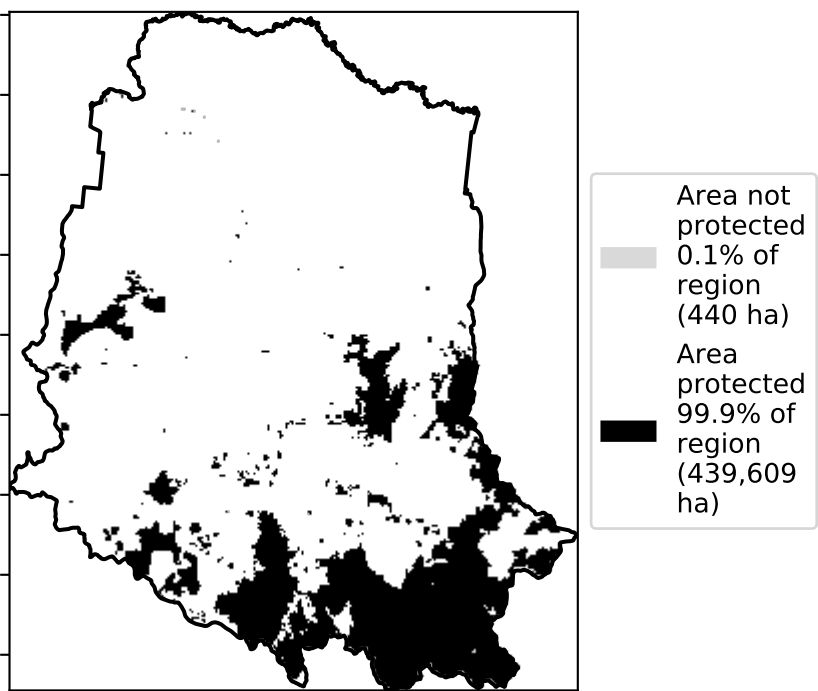 Area not
protected
0.1% of
region
(440 ha)
Area
protected
99.9% of
region
(439,609
ha)